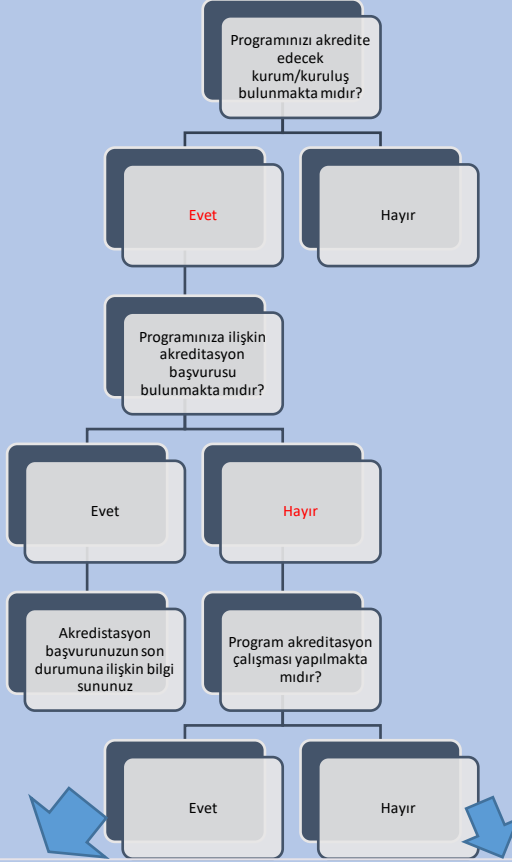 Programınızı akredite
edecek
kurum/kuruluş
bulunmakta mıdır?
Evet
Hayır
Programınıza ilişkin
akreditasyon
başvurusu
bulunmakta mıdır?
Evet
Hayır
Akredistasyon
başvurunuzun son
durumuna ilişkin bilgi
sununuz
Program akreditasyon
çalışması yapılmakta
mıdır?
Evet
Hayır